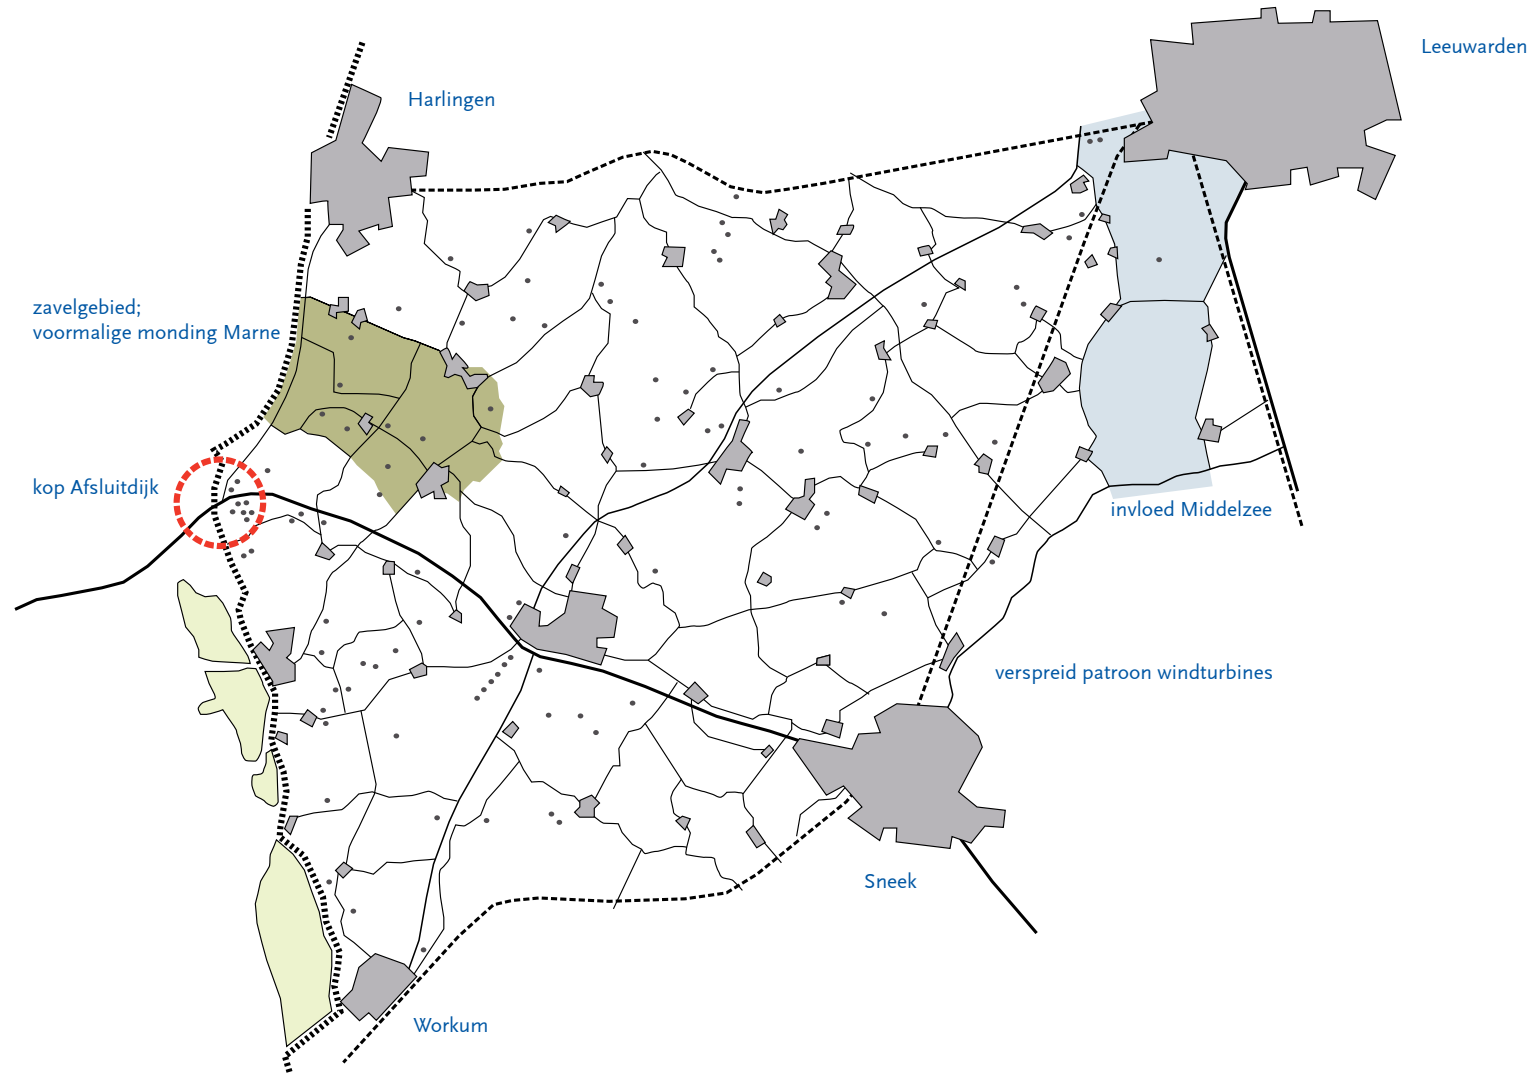 Leeuwarden
Harlingen
zavelgebied;
voormalige monding Marne
kop Afsluitdijk
invloed Middelzee
verspreid patroon windturbines
Sneek
Workum